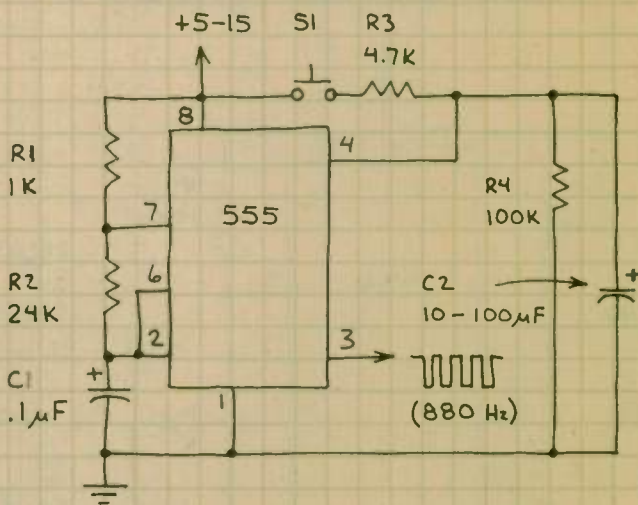 +5-15 S1 R3
4.7K
8
4
R1
1K
7
555
R4
100K
6
R2
24K
C2
10-100µF
2
3
C1
+
+
.1µF
1
(880 Hz)